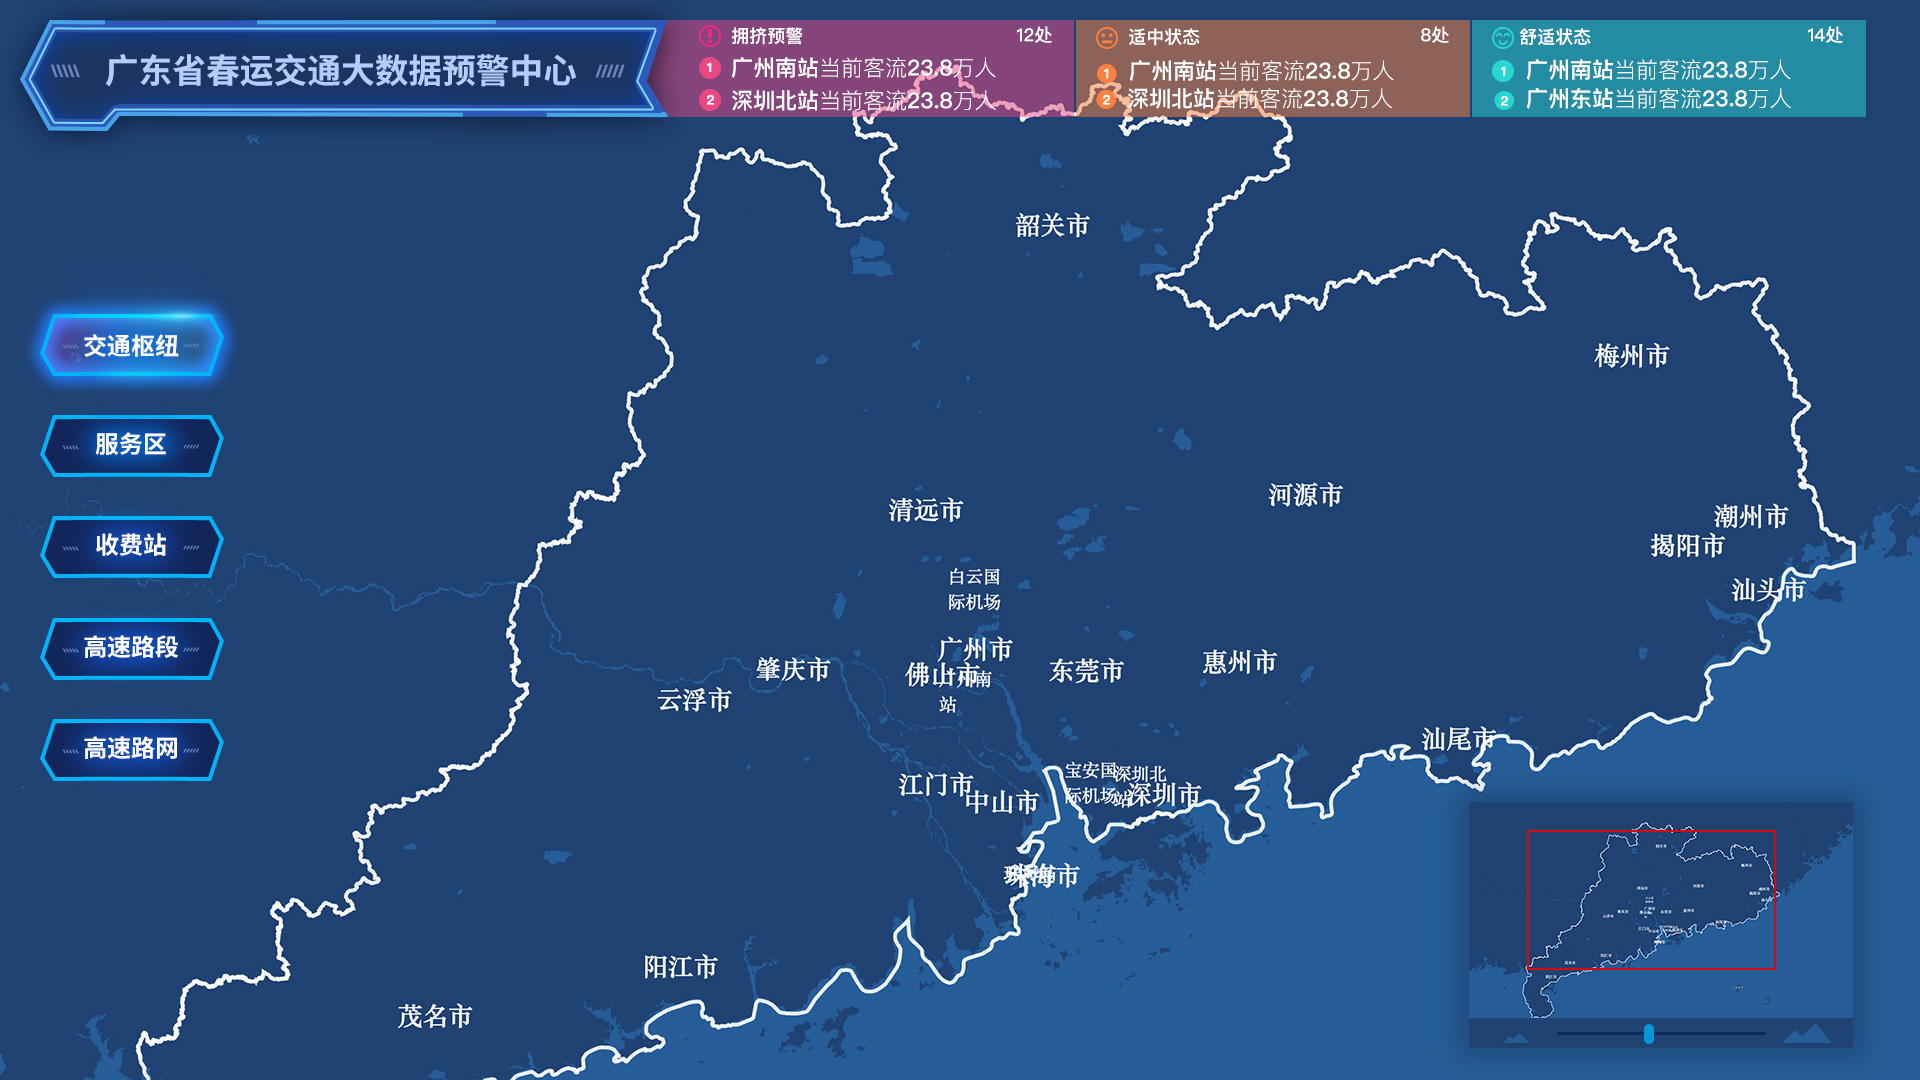 广东省春运交通大数据预警中心
拥挤预警 12处
1 广州南站当前客流23.8万人
2 深圳北站当前客流23.8万人
适中状态 8处
1 广州南站当前客流23.8万人
2 深圳北站当前客流23.8万人
舒适状态 14处
1 广州南站当前客流23.8万人
2 广州东站当前客流23.8万人
交通枢纽
服务区
收费站
高速路段
高速路网
韶关市
梅州市
清远市
河源市
潮州市
揭阳市
汕头市
白云国
际机场
广州市
佛山市
南
站
东莞市
惠州市
肇庆市
云浮市
汕尾市
江门市
中山市
宝安国
际机场
深圳北
站
深圳市
珠海市
阳江市
茂名市